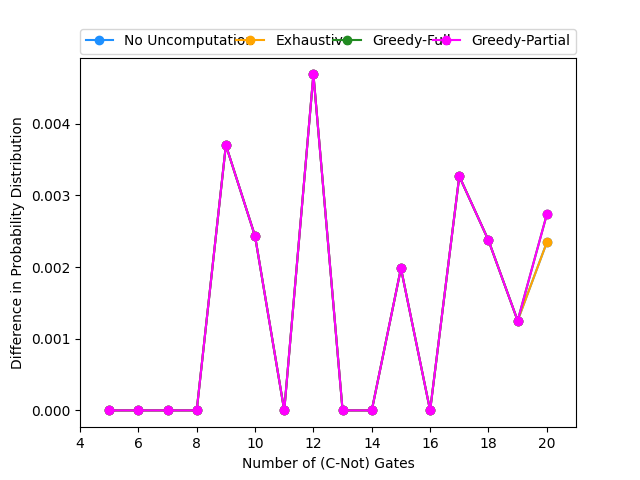 No Uncomputation Exhaustive Greedy-Full Greedy-Partial
Difference in Probability Distribution
0.004
0.003
0.002
0.001
0.000
4 6 8 10 12 14 16 18 20
Number of (C-Not) Gates